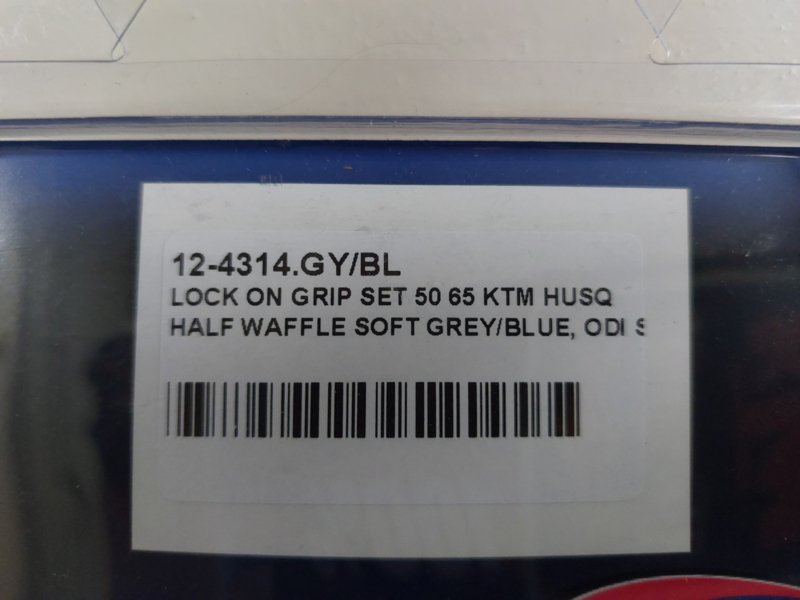 12-4314.GY/BL
LOCK ON GRIP SET 50 65 KTM HUSQ
HALF WAFFLE SOFT GREY/BLUE, ODI S